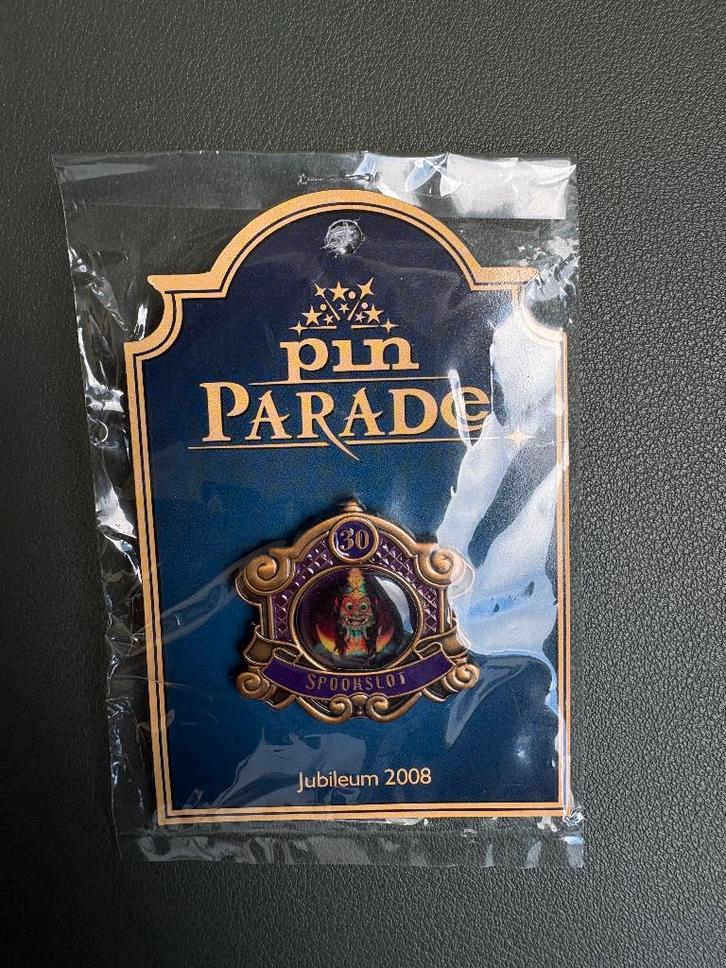 pin
PARADE
30
SPOOKSLOT
Jubileum 2008